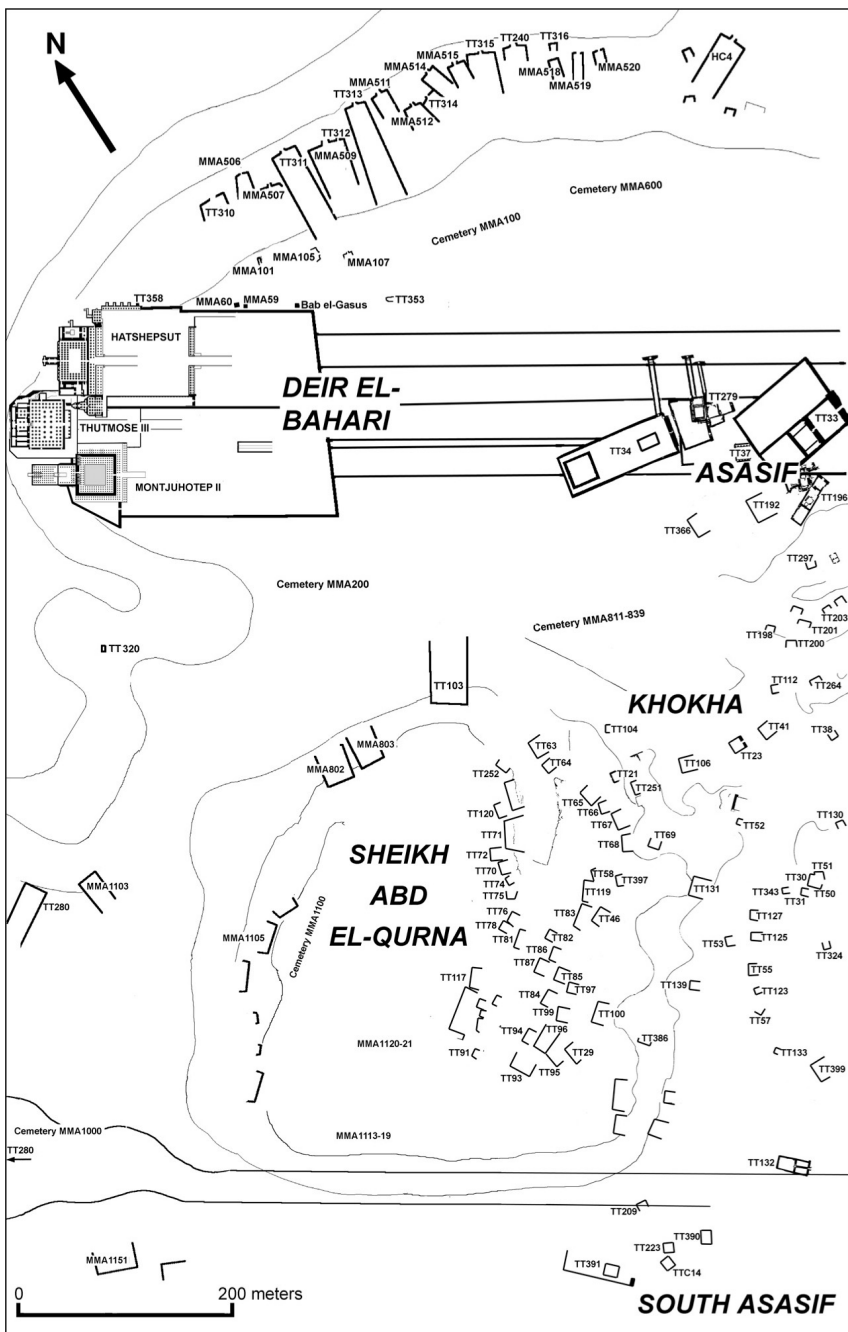 N
TT316
TT240
TT315
MMA515
MMA514
MMA511
TT313
MMA518
MMA519
MMA520
HC4
TT314
MMA512
TT312
MMA509
TT311
MMA506
MMA507
TT310
Cemetery MMA600
Cemetery MMA100
MMA105
MMA107
MMA101
TT358
MMA60
MMA59
Bab el-Gasus
TT353
HATSHEPSUT
DEIR EL-
BAHARI
THUTMOSE III
MONTJUHOTEP II
TT279
TT33
TT34
TT37
ASASIF
TT192
TT196
TT366
TT297
Cemetery MMA200
Cemetery MMA811-839
TT203
TT201
TT198
TT200
TT320
TT103
TT112
TT264
KHOKHA
TT104
TT41
TT38
TT23
MMA803
MMA802
TT63
TT64
TT106
TT252
TT21
TT251
TT65
TT66
TT120
TT67
TT52
TT130
TT71
TT68
TT69
SHEIKH
ABD
EL-QURNA
TT72
TT70
TT74
TT75
TT58
TT397
TT119
TT131
TT51
TT30
TT343
TT31
TT50
MMA1103
TT280
Cemetery MMA1100
MMA1105
TT76
TT78
TT81
TT83
TT46
TT82
TT127
TT125
TT53
TT324
TT86
TT87
TT85
TT97
TT55
TT117
TT84
TT99
TT100
TT139
TT123
TT57
MMA1120-21
TT94
TT96
TT386
TT91
TT29
TT93
TT95
TT133
TT399
Cemetery MMA1000
MMA1113-19
TT280
TT132
TT209
TT390
TT223
TTC14
TT391
MMA1151
0
200 meters
SOUTH ASASIF